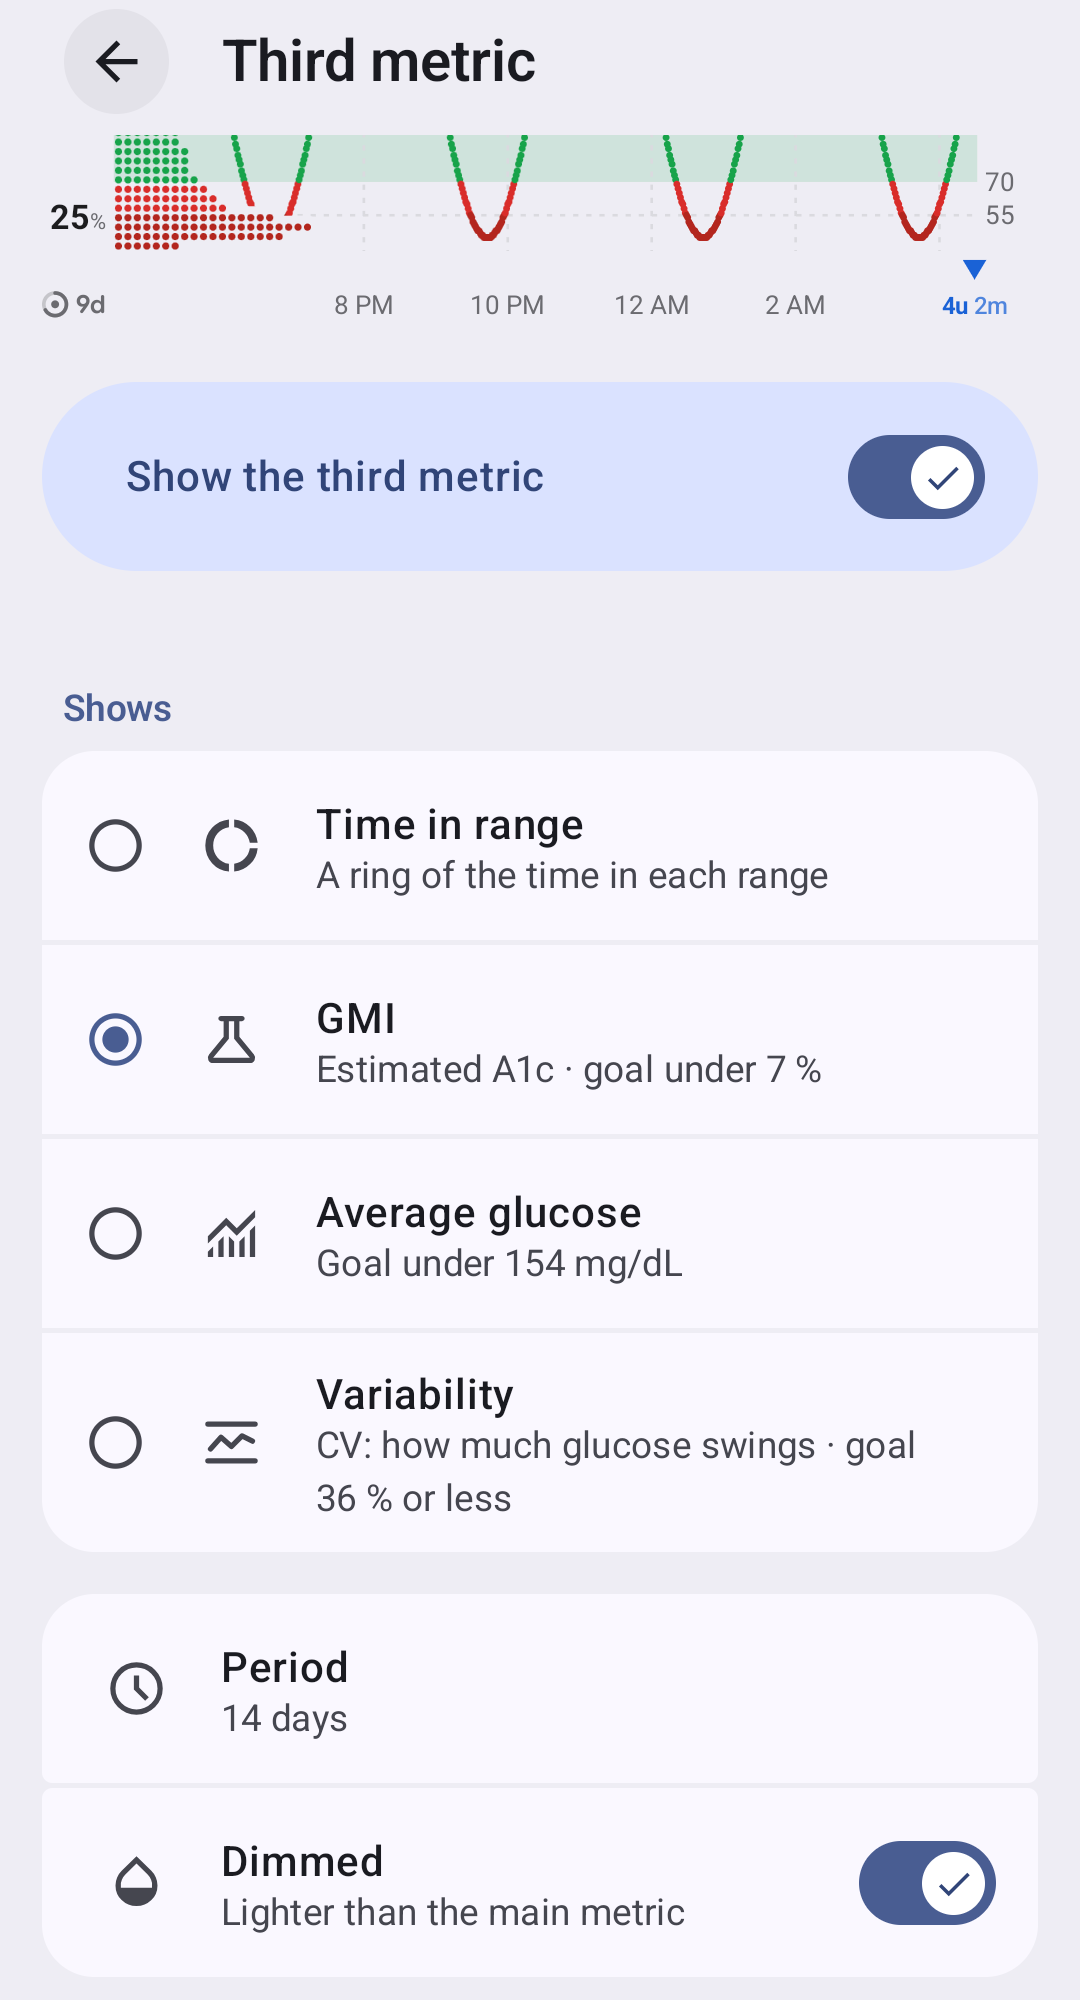 Third metric
70
25%
55
9d
8 PM
10 PM
12 AM
2 AM
4u 2m
Show the third metric
Shows
Time in range
A ring of the time in each range
GMI
Estimated A1c · goal under 7 %
Average glucose
Goal under 154 mg/dL
Variability
CV: how much glucose swings · goal
36 % or less
Period
14 days
Dimmed
Lighter than the main metric